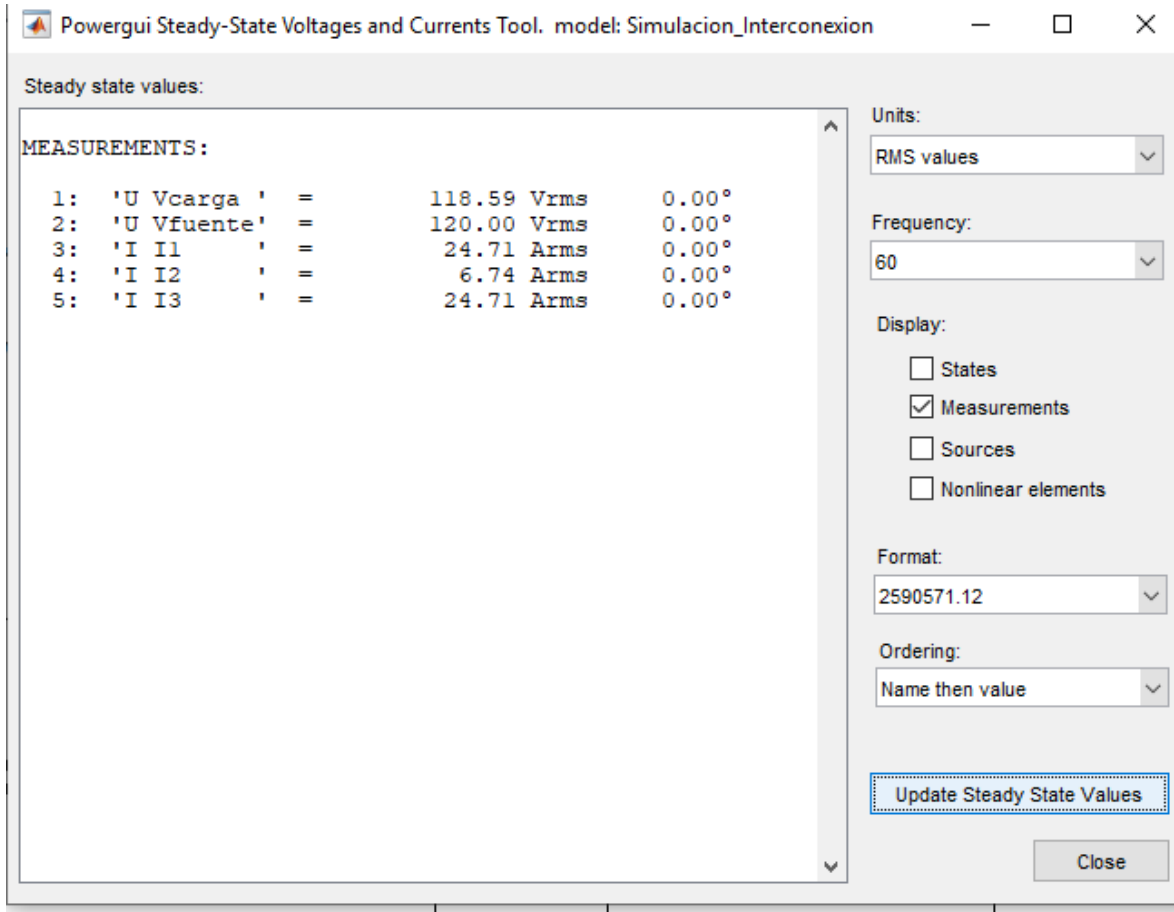 Powergui Steady-State Voltages and Currents Tool. model: Simulacion_Interconexion
Steady state values:
MEASUREMENTS:
1: 'U Vcarga ' = 118.59 Vrms 0.00°
2: 'U Vfuente' = 120.00 Vrms 0.00°
3: 'I I1 ' = 24.71 Arms 0.00°
4: 'I I2 ' = 6.74 Arms 0.00°
5: 'I I3 ' = 24.71 Arms 0.00°
Units:
RMS values
Frequency:
60
Display:
States
Measurements
Sources
Nonlinear elements
Format:
2590571.12
Ordering:
Name then value
Update Steady State Values
Close